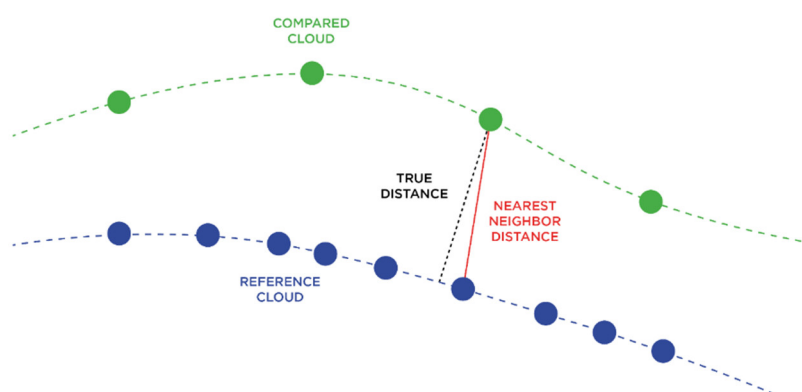 COMPARED
CLOUD
TRUE
DISTANCE
NEAREST
NEIGHBOR
DISTANCE
REFERENCE
CLOUD